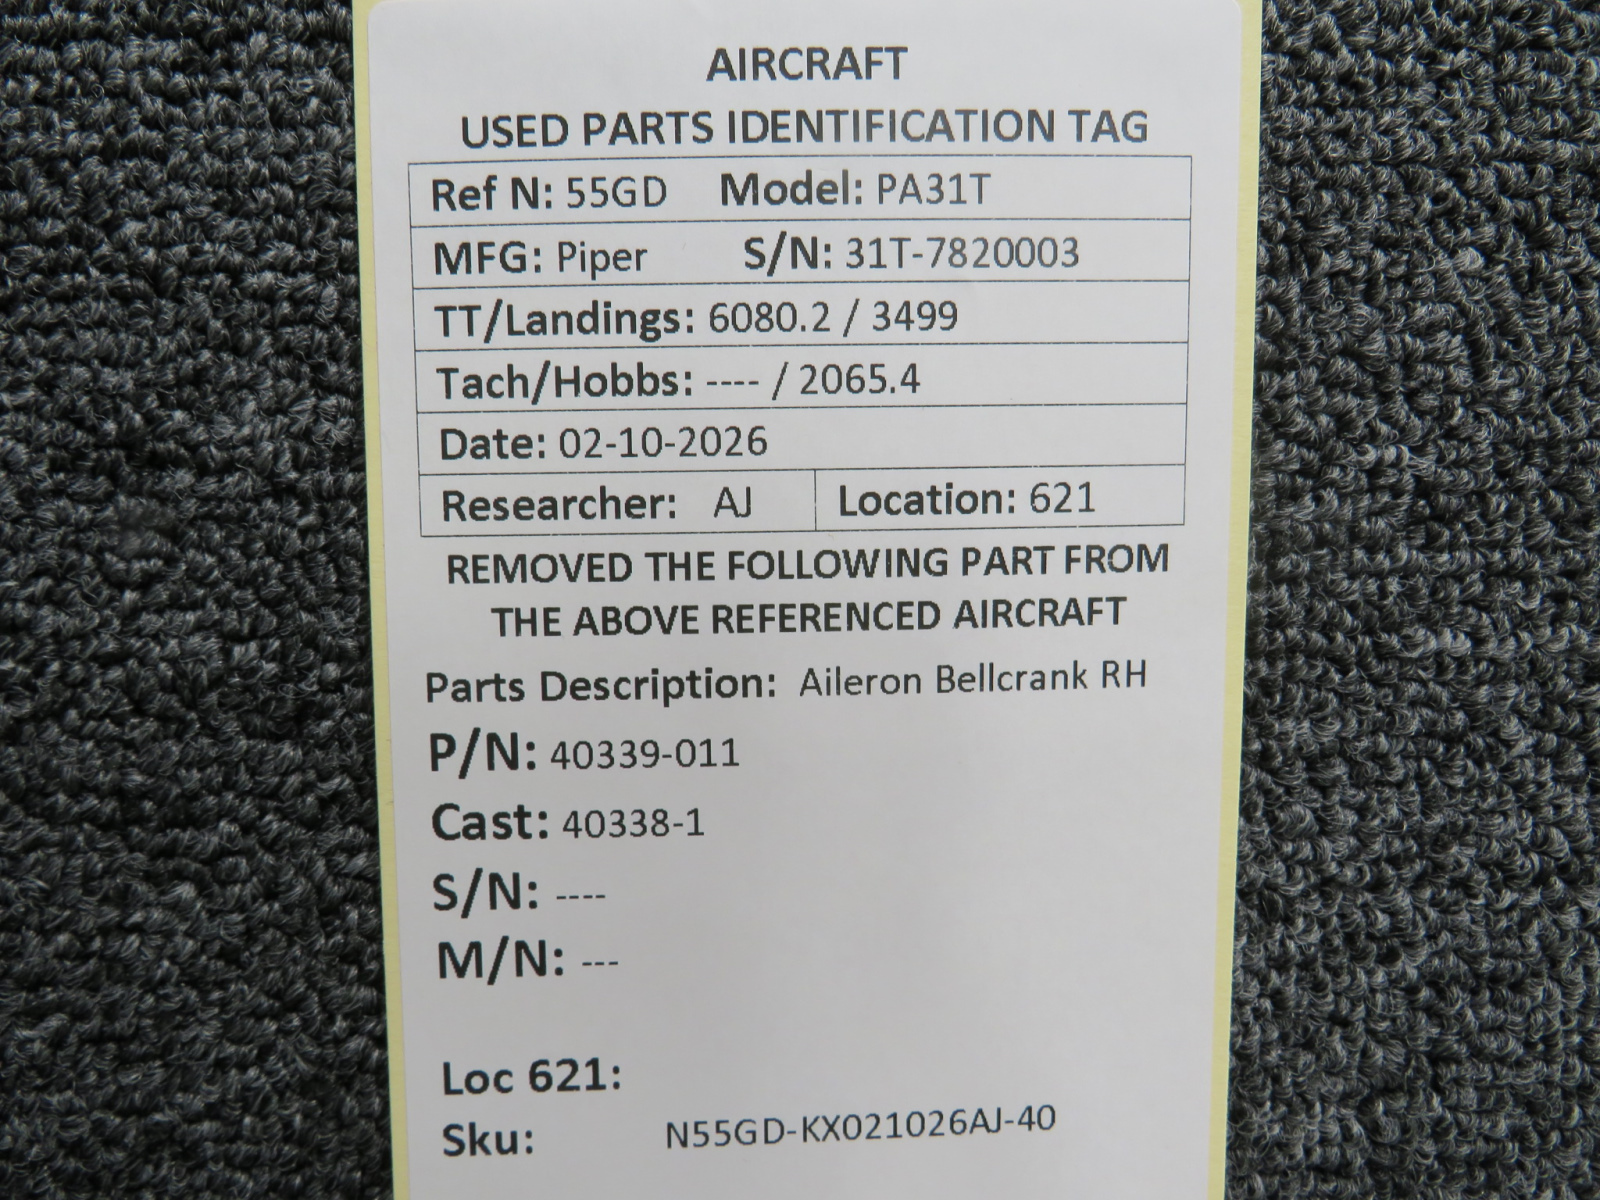 AIRCRAFT
USED PARTS IDENTIFICATION TAG
Ref N: 55GD Model: PA31T
MFG: Piper S/N: 31T-7820003
TT/Landings: 6080.2 / 3499
Tach/Hobbs: ---- / 2065.4
Date: 02-10-2026
Researcher: AJ Location: 621
REMOVED THE FOLLOWING PART FROM
THE ABOVE REFERENCED AIRCRAFT
Parts Description: Aileron Bellcrank RH
P/N: 40339-011
Cast: 40338-1
S/N: ----
M/N: ---
Loc 621:
Sku: N55GD-KX021026AJ-40